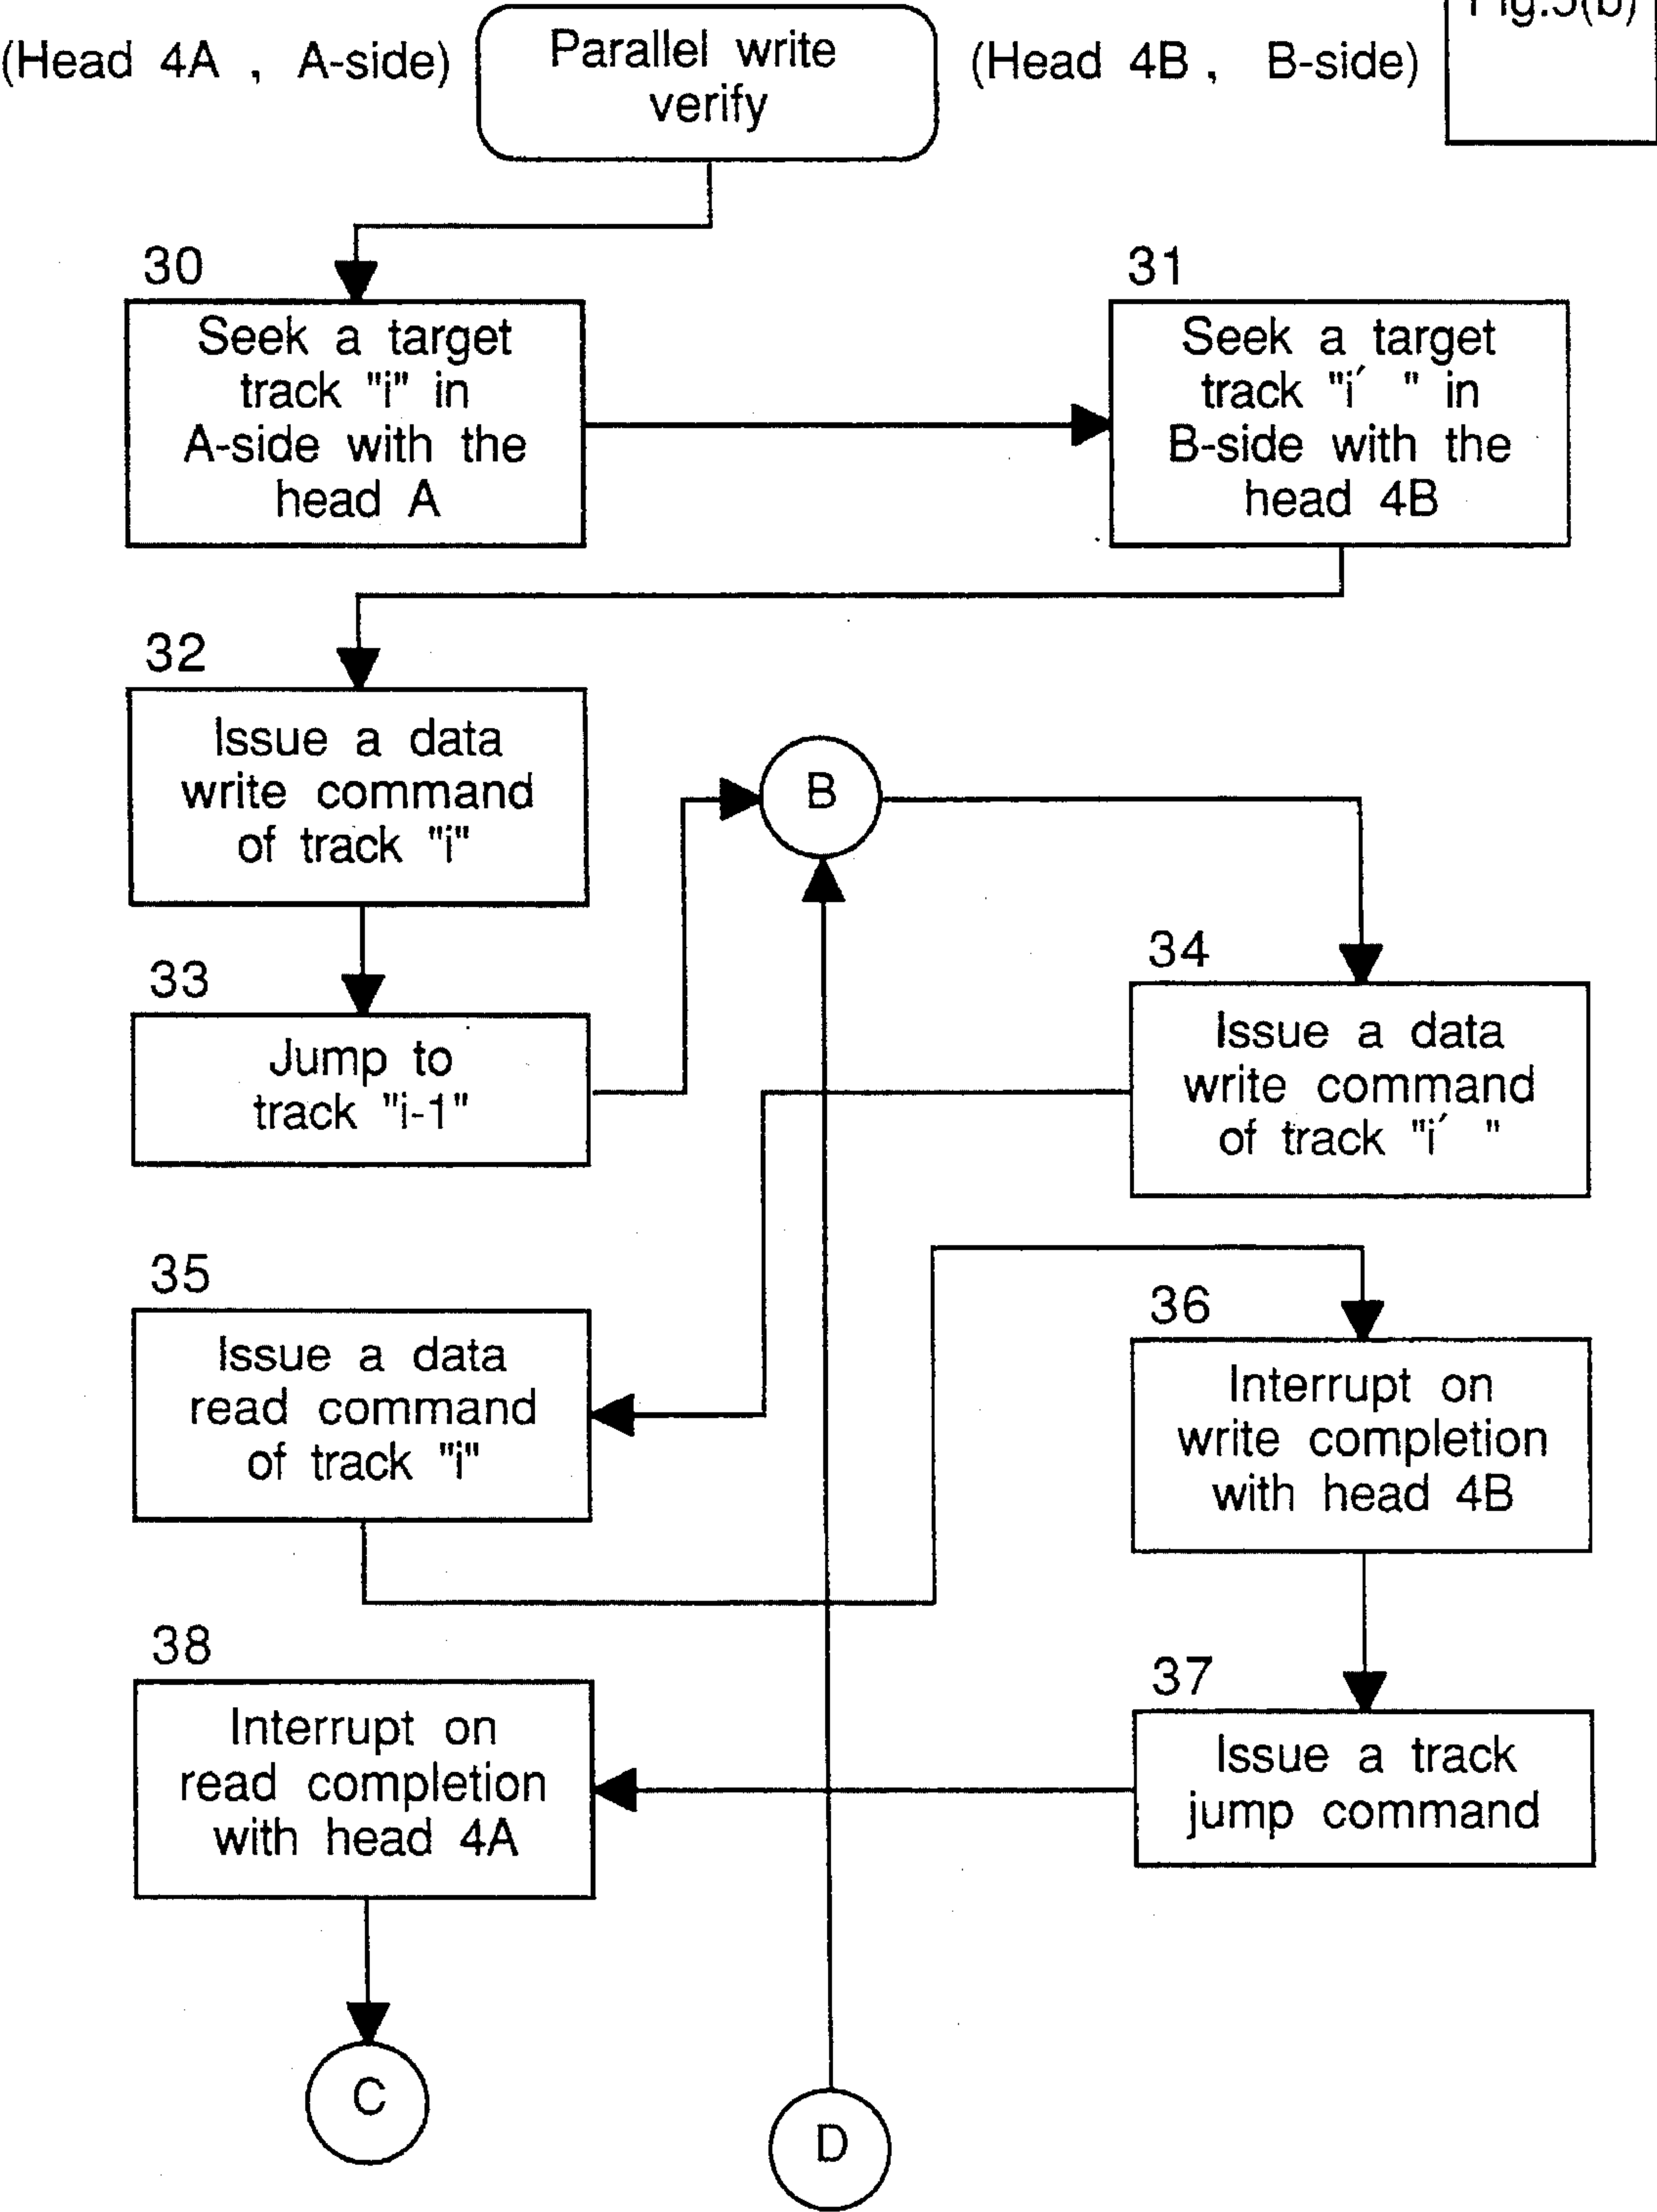 (Head 4A , A-side)
Parallel write
verify
(Head 4B , B-side)
Fig.5(b)
30
Seek a target
track "i" in
A-side with the
head A
31
Seek a target
track "i´ " in
B-side with the
head 4B
32
Issue a data
write command
of track "i"
B
33
Jump to
track "i-1"
34
Issue a data
write command
of track "i´ "
35
Issue a data
read command
of track "i"
36
Interrupt on
write completion
with head 4B
38
Interrupt on
read completion
with head 4A
37
Issue a track
jump command
C
D